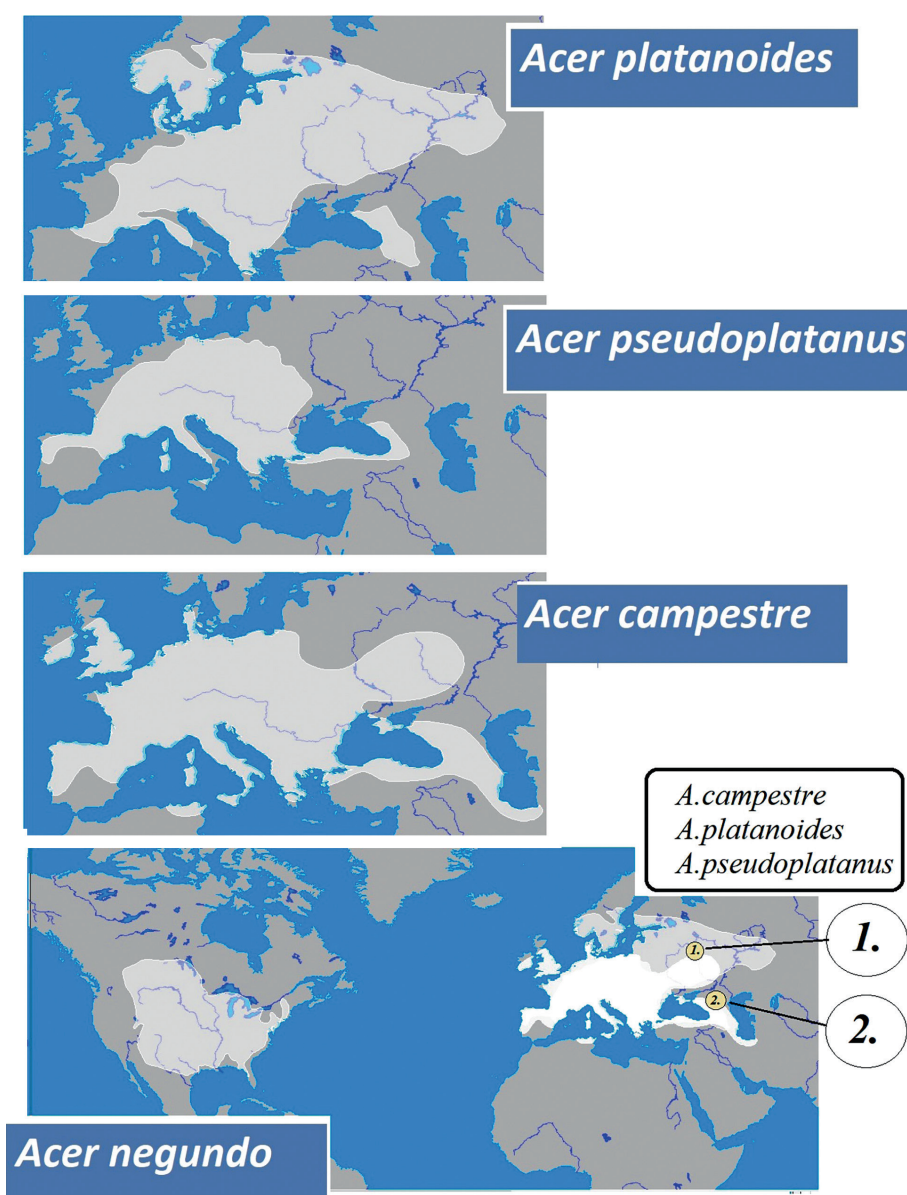 Acer platanoides
Acer pseudoplatanus
Acer campestre
A.campestre
A.platanoides
A.pseudoplatanus
1.
1.
2.
2.
Acer negundo